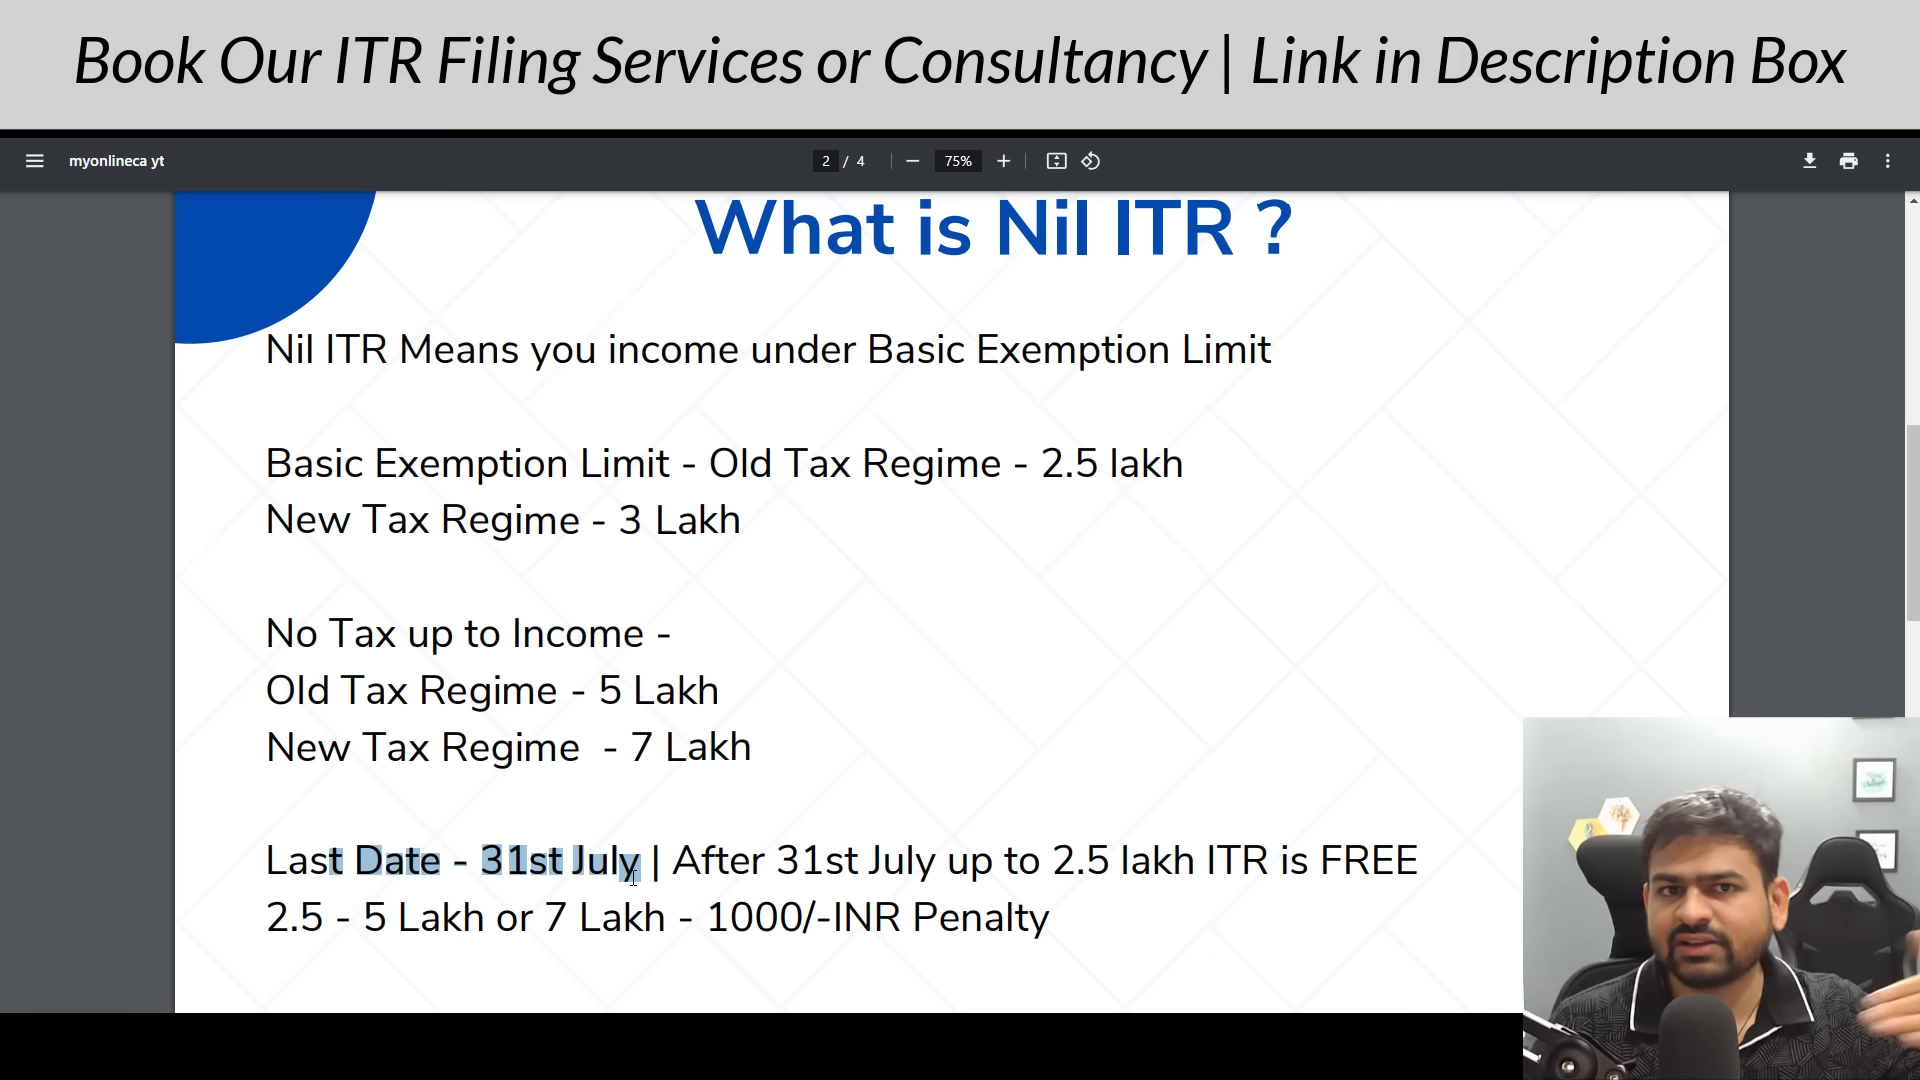 Book Our ITR Filing Services or Consultancy | Link in Description Box
myonlineca yt
2 / 4
75%
What is Nil ITR ?
Nil ITR Means you income under Basic Exemption Limit
Basic Exemption Limit - Old Tax Regime - 2.5 lakh
New Tax Regime - 3 Lakh
No Tax up to Income -
Old Tax Regime - 5 Lakh
New Tax Regime - 7 Lakh
Last Date - 31st July | After 31st July up to 2.5 lakh ITR is FREE
2.5 - 5 Lakh or 7 Lakh - 1000/-INR Penalty